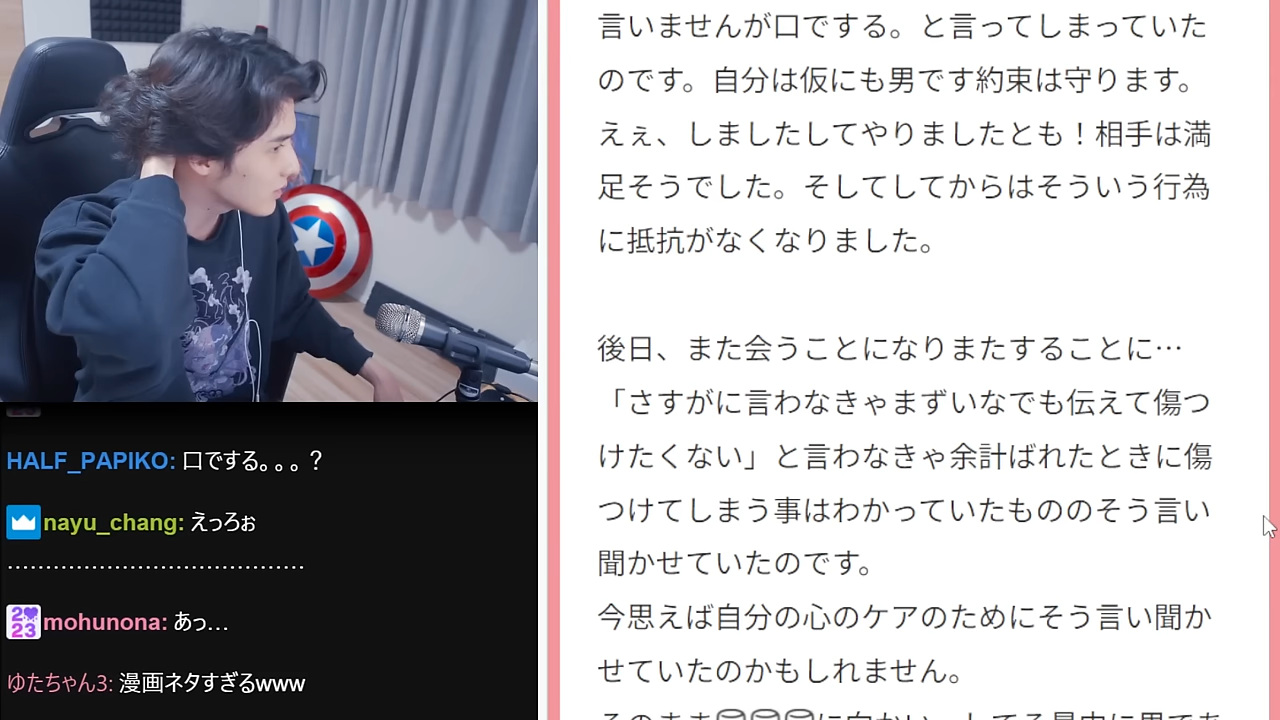 言いませんが口でする。と言ってしまっていた
のです。自分は仮にも男です約束は守ります。
えぇ、しましたしてやりましたとも！相手は満
足そうでした。そしてしてからはそういう行為
に抵抗がなくなりました。
後日、また会うことになりまたすることに…
「さすがに言わなきゃまずいなでも伝えて傷つ
けたくない」と言わなきゃ余計ばれたときに傷
つけてしまう事はわかっていたもののそう言い
聞かせていたのです。
今思えば自分の心のケアのためにそう言い聞か
せていたのかもしれません。
HALF_PAPIKO: 口でする。。。？
nayu_chang: えっろぉ
.......................................
2023
mohunona: あっ…
ゆたちゃん3: 漫画ネタすぎるwww